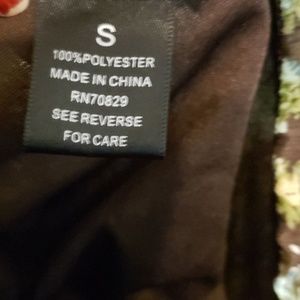 S
100%POLYESTER
MADE IN CHINA
RN70829
SEE REVERSE
FOR CARE